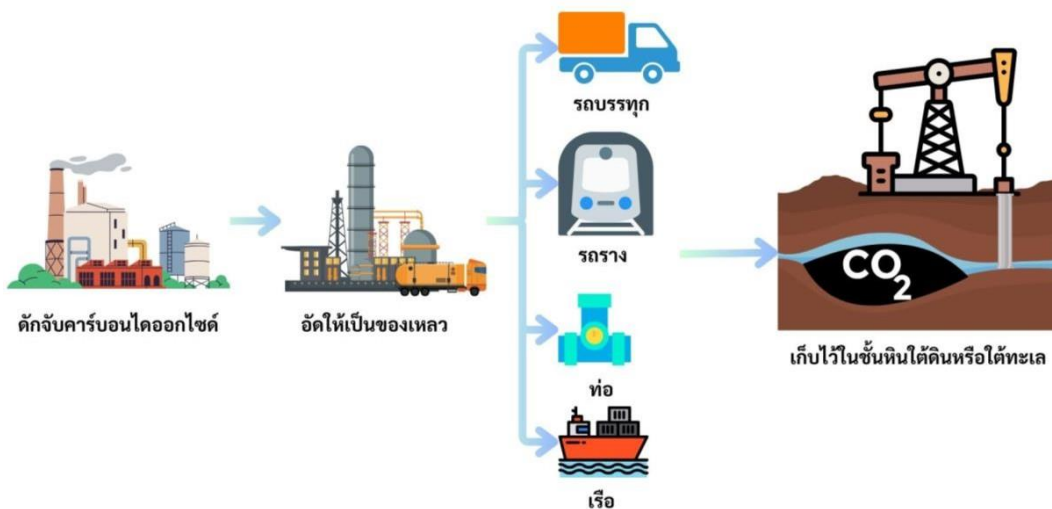 ดักจับคาร์บอนไดออกไซด์
อัดให้เป็นของเหลว
รถบรรทุก
รถราง
ท่อ
เรือ
CO2
เก็บไว้ในชั้นหินใต้ดินหรือใต้ทะเล